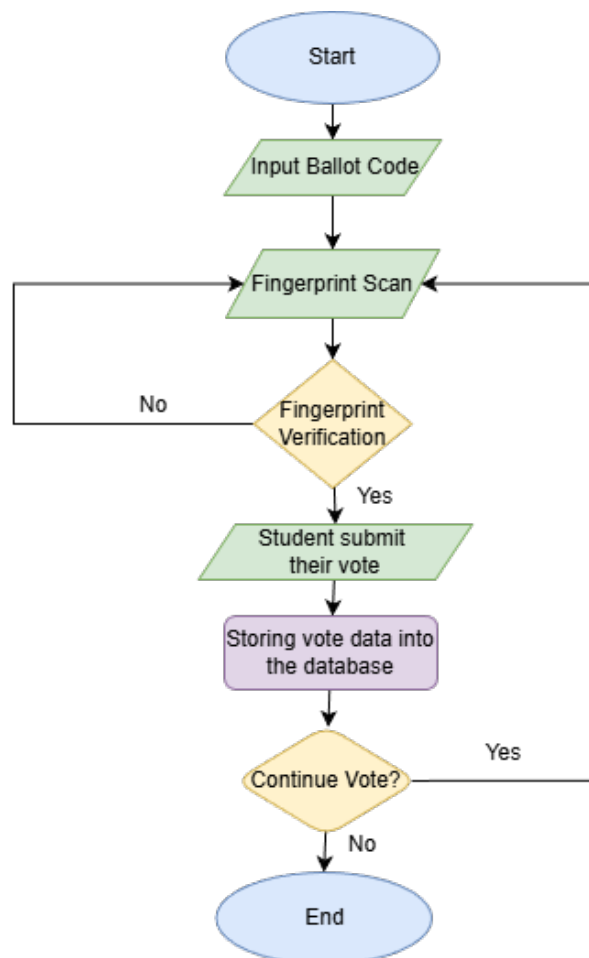 Start
Input Ballot Code
Fingerprint Scan
No
Fingerprint
Verification
Yes
Student submit
their vote
Storing vote data into
the database
Yes
Continue Vote?
No
End